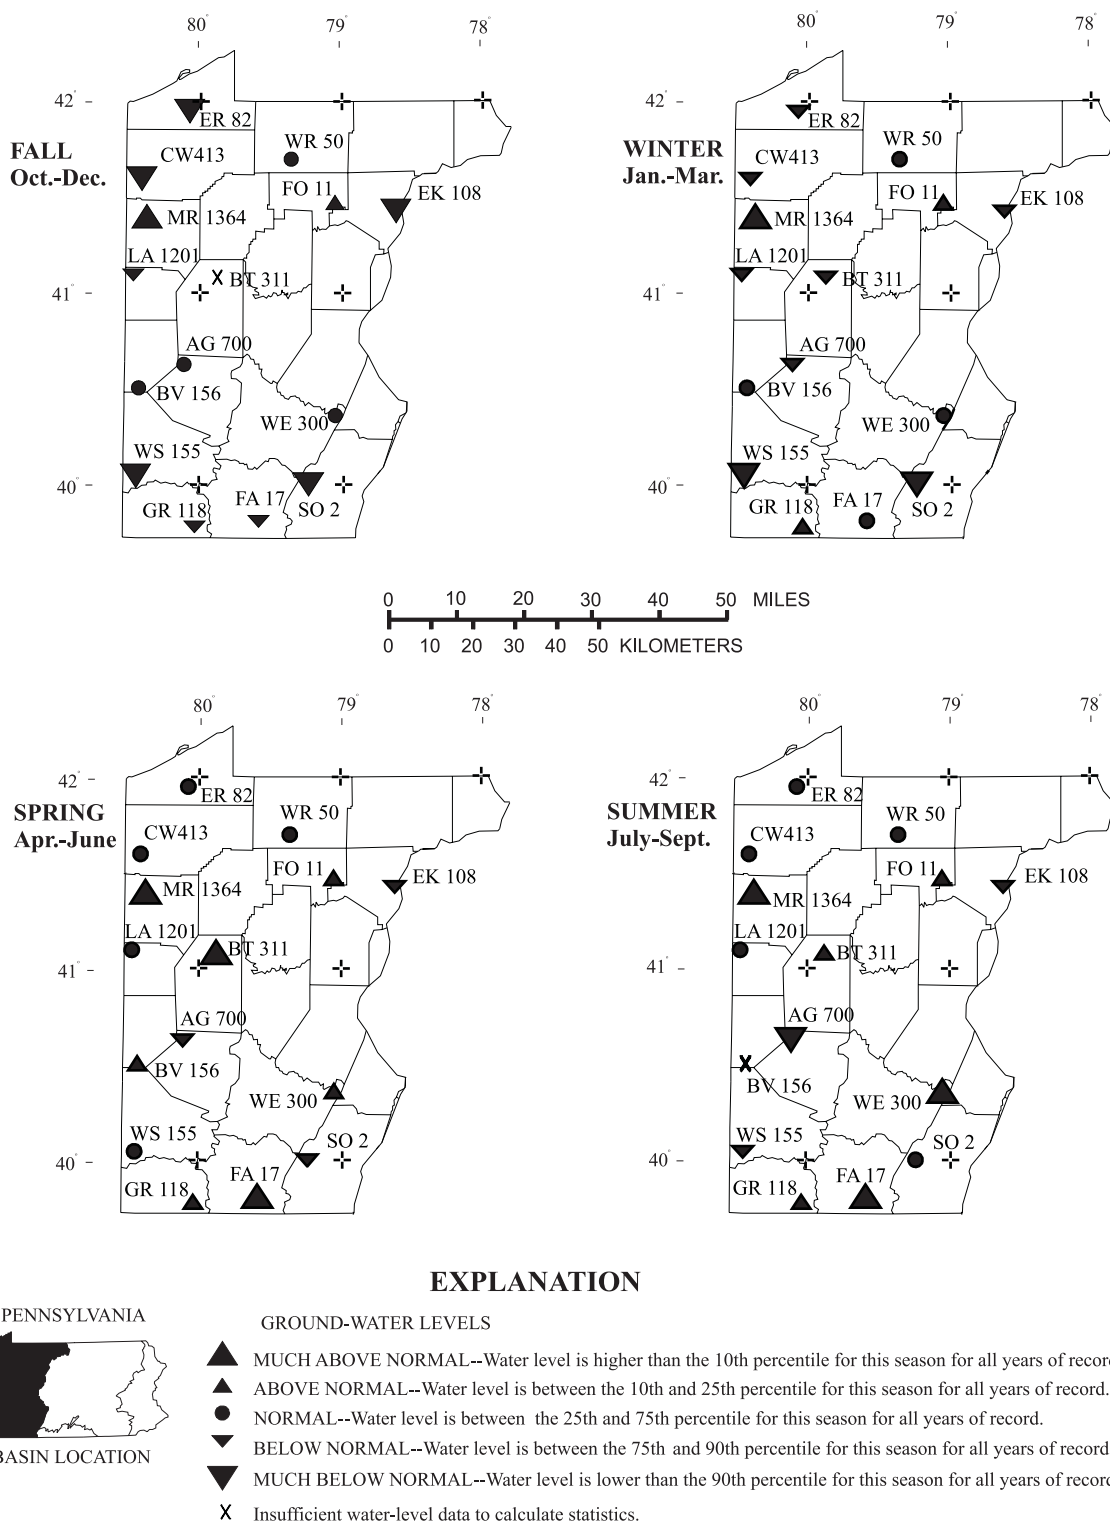 80° 79° 78°
42°
ER 82
WR 50
FALL
Oct.-Dec.
CW413
FO 11
EK 108
MR 1364
LA 1201
BT 311
41°
AG 700
BV 156
WE 300
WS 155
40°
FA 17
GR 118
SO 2
80° 79° 78°
42°
ER 82
WR 50
WINTER
Jan.-Mar.
CW413
FO 11
EK 108
MR 1364
LA 1201
BT 311
41°
AG 700
BV 156
WE 300
WS 155
40°
FA 17
GR 118
SO 2
0 10 20 30 40 50 MILES
0 10 20 30 40 50 KILOMETERS
80° 79° 78°
42°
ER 82
SPRING
Apr.-June
WR 50
CW413
FO 11
EK 108
MR 1364
LA 1201
BT 311
41°
AG 700
BV 156
WE 300
WS 155
SO 2
40°
FA 17
GR 118
80° 79° 78°
42°
ER 82
SUMMER
July-Sept.
WR 50
CW413
FO 11
EK 108
MR 1364
LA 1201
BT 311
41°
AG 700
BV 156
WE 300
WS 155
SO 2
40°
FA 17
GR 118
EXPLANATION
PENNSYLVANIA
BASIN LOCATION
GROUND-WATER LEVELS
MUCH ABOVE NORMAL--Water level is higher than the 10th percentile for this season for all years of recor
ABOVE NORMAL--Water level is between the 10th and 25th percentile for this season for all years of record.
NORMAL--Water level is between the 25th and 75th percentile for this season for all years of record.
BELOW NORMAL--Water level is between the 75th and 90th percentile for this season for all years of record
MUCH BELOW NORMAL--Water level is lower than the 90th percentile for this season for all years of recor
X Insufficient water-level data to calculate statistics.